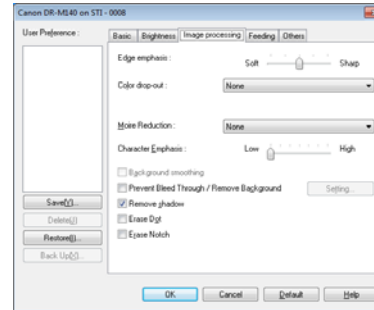 Canon DR-M140 on STI - 0008
User Preference :
Basic Brightness Image processing Feeding Others
Edge emphasis : Soft Sharp
Color drop-out : None
Moire Reduction : None
Character Emphasis : Low High
Background smoothing
Prevent Bleed Through / Remove Background Setting...
Remove shadow
Erase Dot
Erase Notch
Save(V)...
Delete(J)
Restore(I)...
Back Up(X)...
OK Cancel Default Help